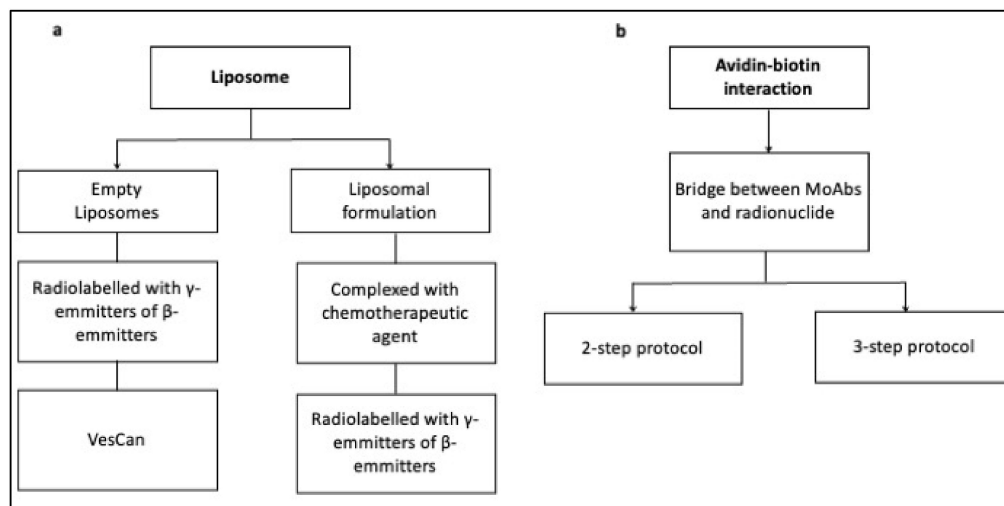 a
Liposome
Empty
Liposomes
Radiolabelled with γ-
emmitters of β-
emmitters
VesCan
Liposomal
formulation
Complexed with
chemotherapeutic
agent
Radiolabelled with γ-
emmitters of β-
emmitters
b
Avidin-biotin
interaction
Bridge between MoAbs
and radionuclide
2-step protocol
3-step protocol